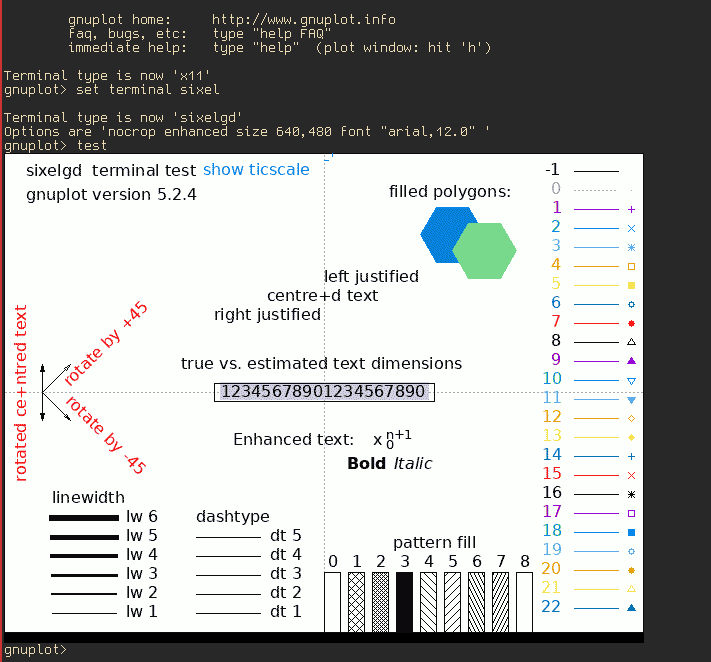 gnuplot home:     http://www.gnuplot.info
faq, bugs, etc:   type "help FAQ"
immediate help:   type "help"  (plot window: hit 'h')
Terminal type is now 'x11'
gnuplot> set terminal sixel
Terminal type is now 'sixelgd'
Options are 'nocrop enhanced size 640,480 font "arial,12.0" '
gnuplot> test
sixelgd  terminal test
show ticscale
gnuplot version 5.2.4
filled polygons:
left justified
centre+d text
right justified
rotated ce+ntred text
rotate by +45
rotate by -45
true vs. estimated text dimensions
12345678901234567890
Enhanced text:   x n+1 0
Bold Italic
linewidth
lw 6
lw 5
lw 4
lw 3
lw 2
lw 1
dashtype
dt 5
dt 4
dt 3
dt 2
dt 1
pattern fill
0 1 2 3 4 5 6 7 8
-1
0
1
2
3
4
5
6
7
8
9
10
11
12
13
14
15
16
17
18
19
20
21
22
gnuplot>